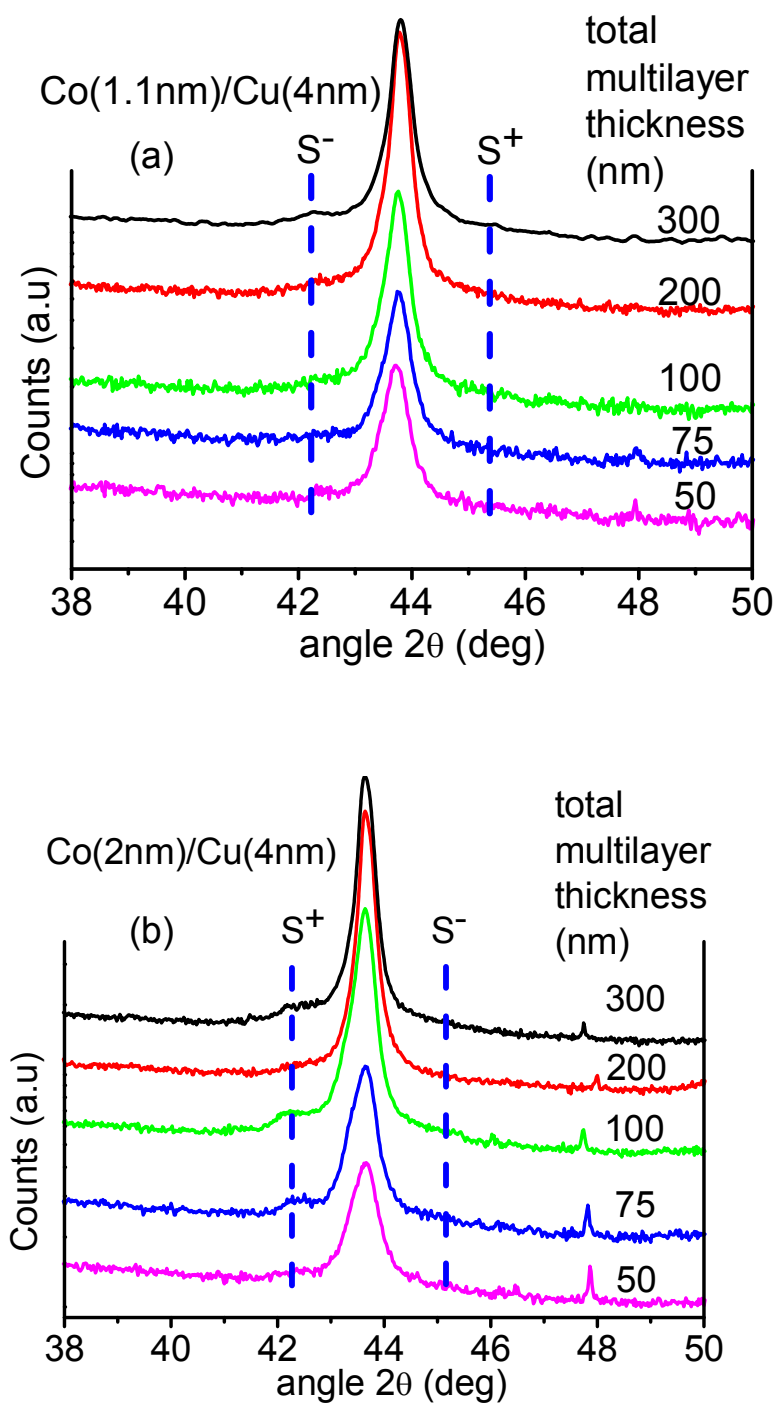 total
multilayer
thickness
(nm)
Co(1.1nm)/Cu(4nm)
(a)
S-
S+
300
200
100
75
50
Counts (a.u)
38 40 42 44 46 48 50
angle 2θ (deg)
total
multilayer
thickness
(nm)
Co(2nm)/Cu(4nm)
(b)
S+
S-
300
200
100
75
50
Counts (a.u)
38 40 42 44 46 48 50
angle 2θ (deg)